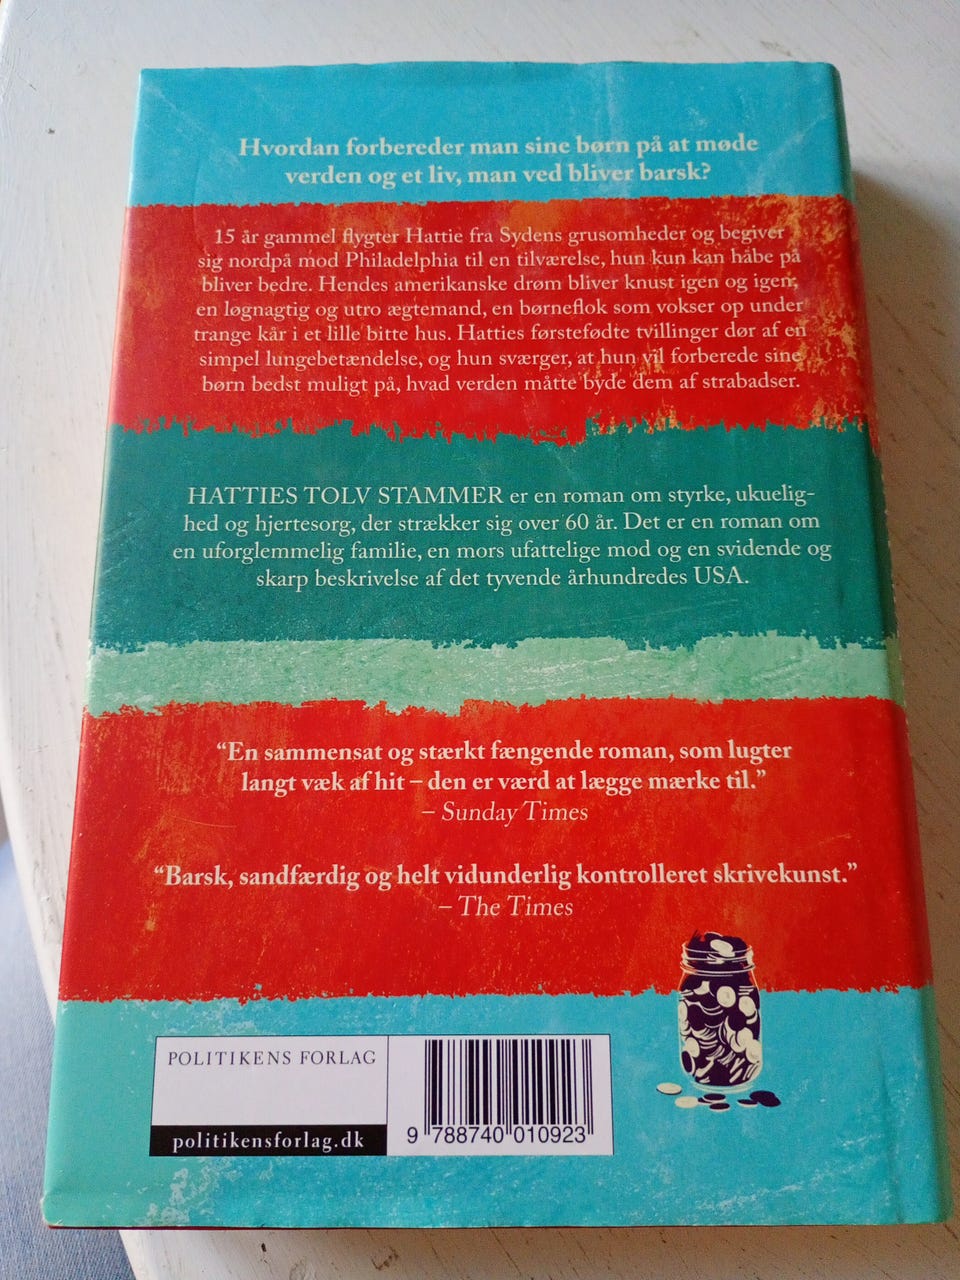 Hvordan forbereder man sine børn på at møde
verden og et liv, man ved bliver barsk?
15 år gammel flygter Hattie fra Sydens grusomheder og begiver
sig nordpå mod Philadelphia til en tilværelse, hun kun kan håbe på
bliver bedre. Hendes amerikanske drøm bliver knust igen og igen;
en løgnagtig og utro ægtemand, en børneflok som vokser op under
trange kår i et lille bitte hus. Hatties førstefødte tvillinger dør af en
simpel lungebetændelse, og hun sværger, at hun vil forberede sine
børn bedst muligt på, hvad verden måtte byde dem af strabadser.
HATTIES TOLV STAMMER er en roman om styrke, ukuelig-
hed og hjertesorg, der strækker sig over 60 år. Det er en roman om
en uforglemmelig familie, en mors ufattelige mod og en svidende og
skarp beskrivelse af det tyvende århundredes USA.
“En sammensat og stærkt fængende roman, som lugter
langt væk af hit – den er værd at lægge mærke til.”
– Sunday Times
“Barsk, sandfærdig og helt vidunderlig kontrolleret skrivekunst.”
– The Times
POLITIKENS FORLAG
politikensforlag.dk
9 788740 010923